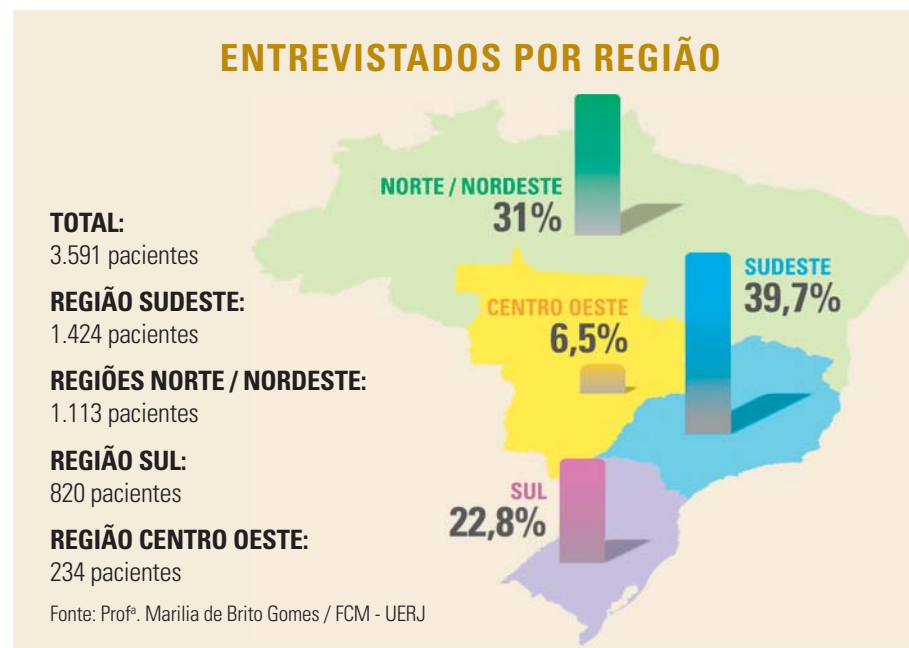 ENTREVISTADOS POR REGIÃO
NORTE / NORDESTE
31%
TOTAL:
3.591 pacientes
REGIÃO SUDESTE:
1.424 pacientes
REGIÕES NORTE / NORDESTE:
1.113 pacientes
REGIÃO SUL:
820 pacientes
REGIÃO CENTRO OESTE:
234 pacientes
SUDESTE
39,7%
CENTRO OESTE
6,5%
SUL
22,8%
Fonte: Profª. Marilia de Brito Gomes / FCM - UERJ